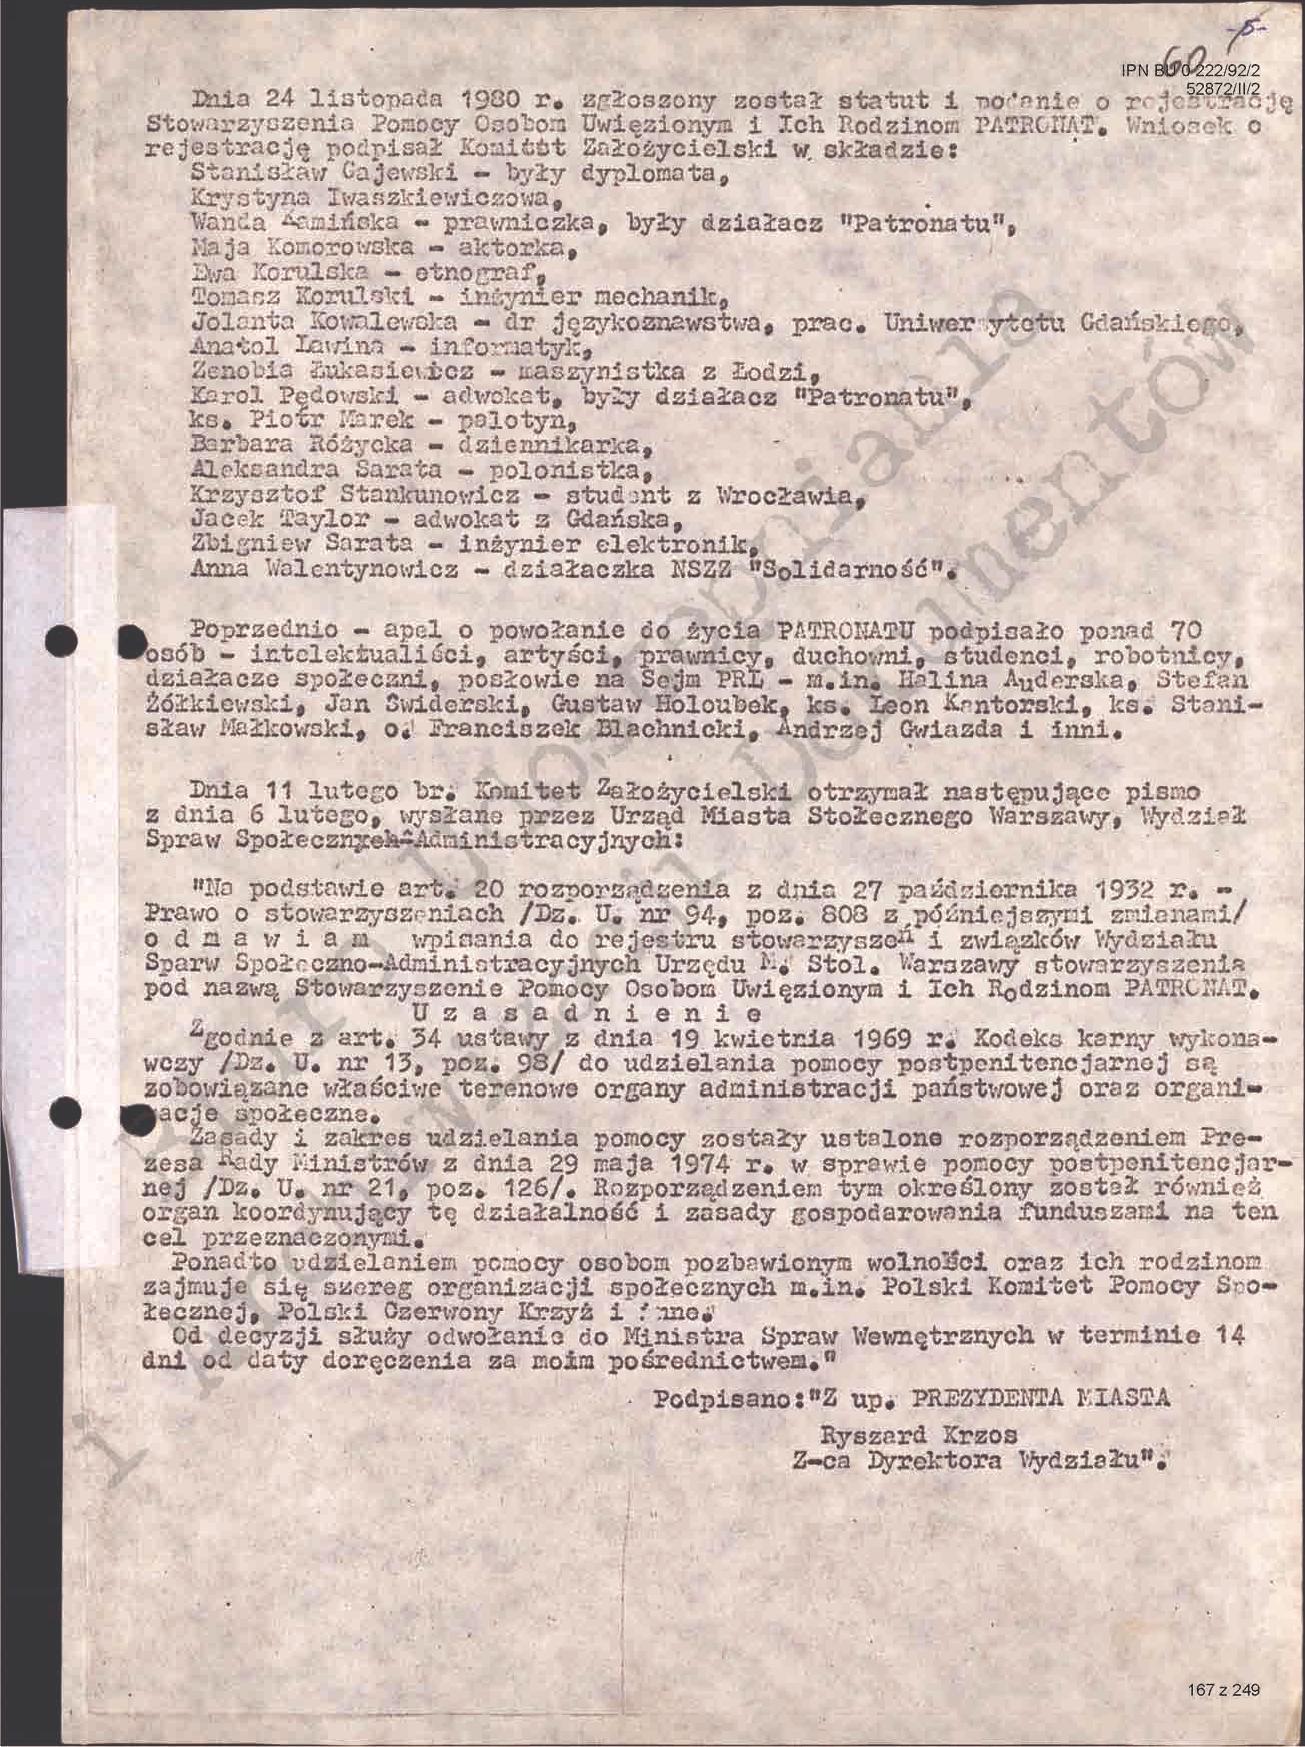 -5-
60
IPN BU 0 222/92/2
52872/II/2
Dnia 24 listopada 1980 r. zgłoszony został statut i podanie o rejestrację
Stowarzyszenia Pomocy Osobom Uwięzionym i Ich Rodzinom PATRONAT. Wniosek o
rejestrację podpisał Komitet Założycielski w składzie:
Stanisław Gajewski - były dyplomata,
Krystyna Iwaszkiewiczowa,
Wanda Kamińska - prawniczka, były działacz "Patronatu",
Maja Komorowska - aktorka,
Ewa Korulska - etnograf,
Tomasz Korulski - inżynier mechanik,
Jolanta Kowalewska - dr językoznawstwa, prac. Uniwersytetu Gdańskiego,
Anatol Lawina - informatyk,
Zenobia Łukasiewicz - maszynistka z Łodzi,
Karol Pędowski - adwokat, były działacz "Patronatu",
ks. Piotr Marek - palotyn,
Barbara Różycka - dziennikarka,
Aleksandra Sarata - polonistka,
Krzysztof Stankunowicz - student z Wrocławia,
Jacek Taylor - adwokat z Gdańska,
Zbigniew Sarata - inżynier elektronik,
Anna Walentynowicz - działaczka NSZZ "Solidarność".
Poprzednio - apel o powołanie do życia PATRONATU podpisało ponad 70
osób - intelektualiści, artyści, prawnicy, duchowni, studenci, robotnicy,
działacze społeczni, posłowie na Sejm PRL - m.in. Halina Auderska, Stefan
Żółkiewski, Jan Świderski, Gustaw Holoubek, ks. Leon Kantorski, ks. Stani-
sław Małkowski, o. Franciszek Blachnicki, Andrzej Gwiazda i inni.
Dnia 11 lutego br. Komitet Założycielski otrzymał następujące pismo
z dnia 6 lutego, wysłane przez Urząd Miasta Stołecznego Warszawy, Wydział
Spraw Społecznych-Administracyjnych:
"Na podstawie art. 20 rozporządzenia z dnia 27 października 1932 r. -
Prawo o stowarzyszeniach /Dz. U. nr 94, poz. 808 z późniejszymi zmianami/
o d m a w i a m wpisania do rejestru stowarzyszeń i związków Wydziału
Sparw Społeczno-Administracyjnych Urzędu M. Stol. Warszawy stowarzyszenia
pod nazwą Stowarzyszenie Pomocy Osobom Uwięzionym i Ich Rodzinom PATRONAT.
U z a s a d n i e n i e
Zgodnie z art. 34 ustawy z dnia 19 kwietnia 1969 r. Kodeks karny wykona-
wczy /Dz. U. nr 13, poz. 98/ do udzielania pomocy postpenitencjarnej są
zobowiązane właściwe terenowe organy administracji państwowej oraz organi-
zacje społeczne.
Zasady i zakres udzielania pomocy zostały ustalone rozporządzeniem Pre-
zesa Rady Ministrów z dnia 29 maja 1974 r. w sprawie pomocy postpenitencjar-
nej /Dz. U. nr 21, poz. 126/. Rozporządzeniem tym określony został również
organ koordynujący tę działalność i zasady gospodarowania funduszami na ten
cel przeznaczonymi.
Ponadto udzielaniem pomocy osobom pozbawionym wolności oraz ich rodzinom
zajmuje się szereg organizacji społecznych m.in. Polski Komitet Pomocy Spo-
łecznej, Polski Czerwony Krzyż i inne.
Od decyzji służy odwołanie do Ministra Spraw Wewnętrznych w terminie 14
dni od daty doręczenia za moim pośrednictwem."
Podpisano:"Z up. PREZYDENTA MIASTA
Ryszard Krzos
Z-ca Dyrektora Wydziału".
167 z 249